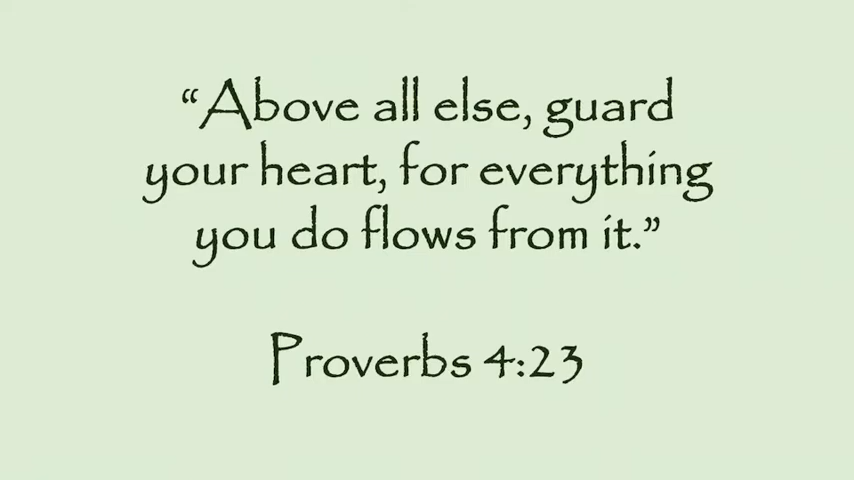 “Above all else, guard
your heart, for everything
you do flows from it.”
Proverbs 4:23